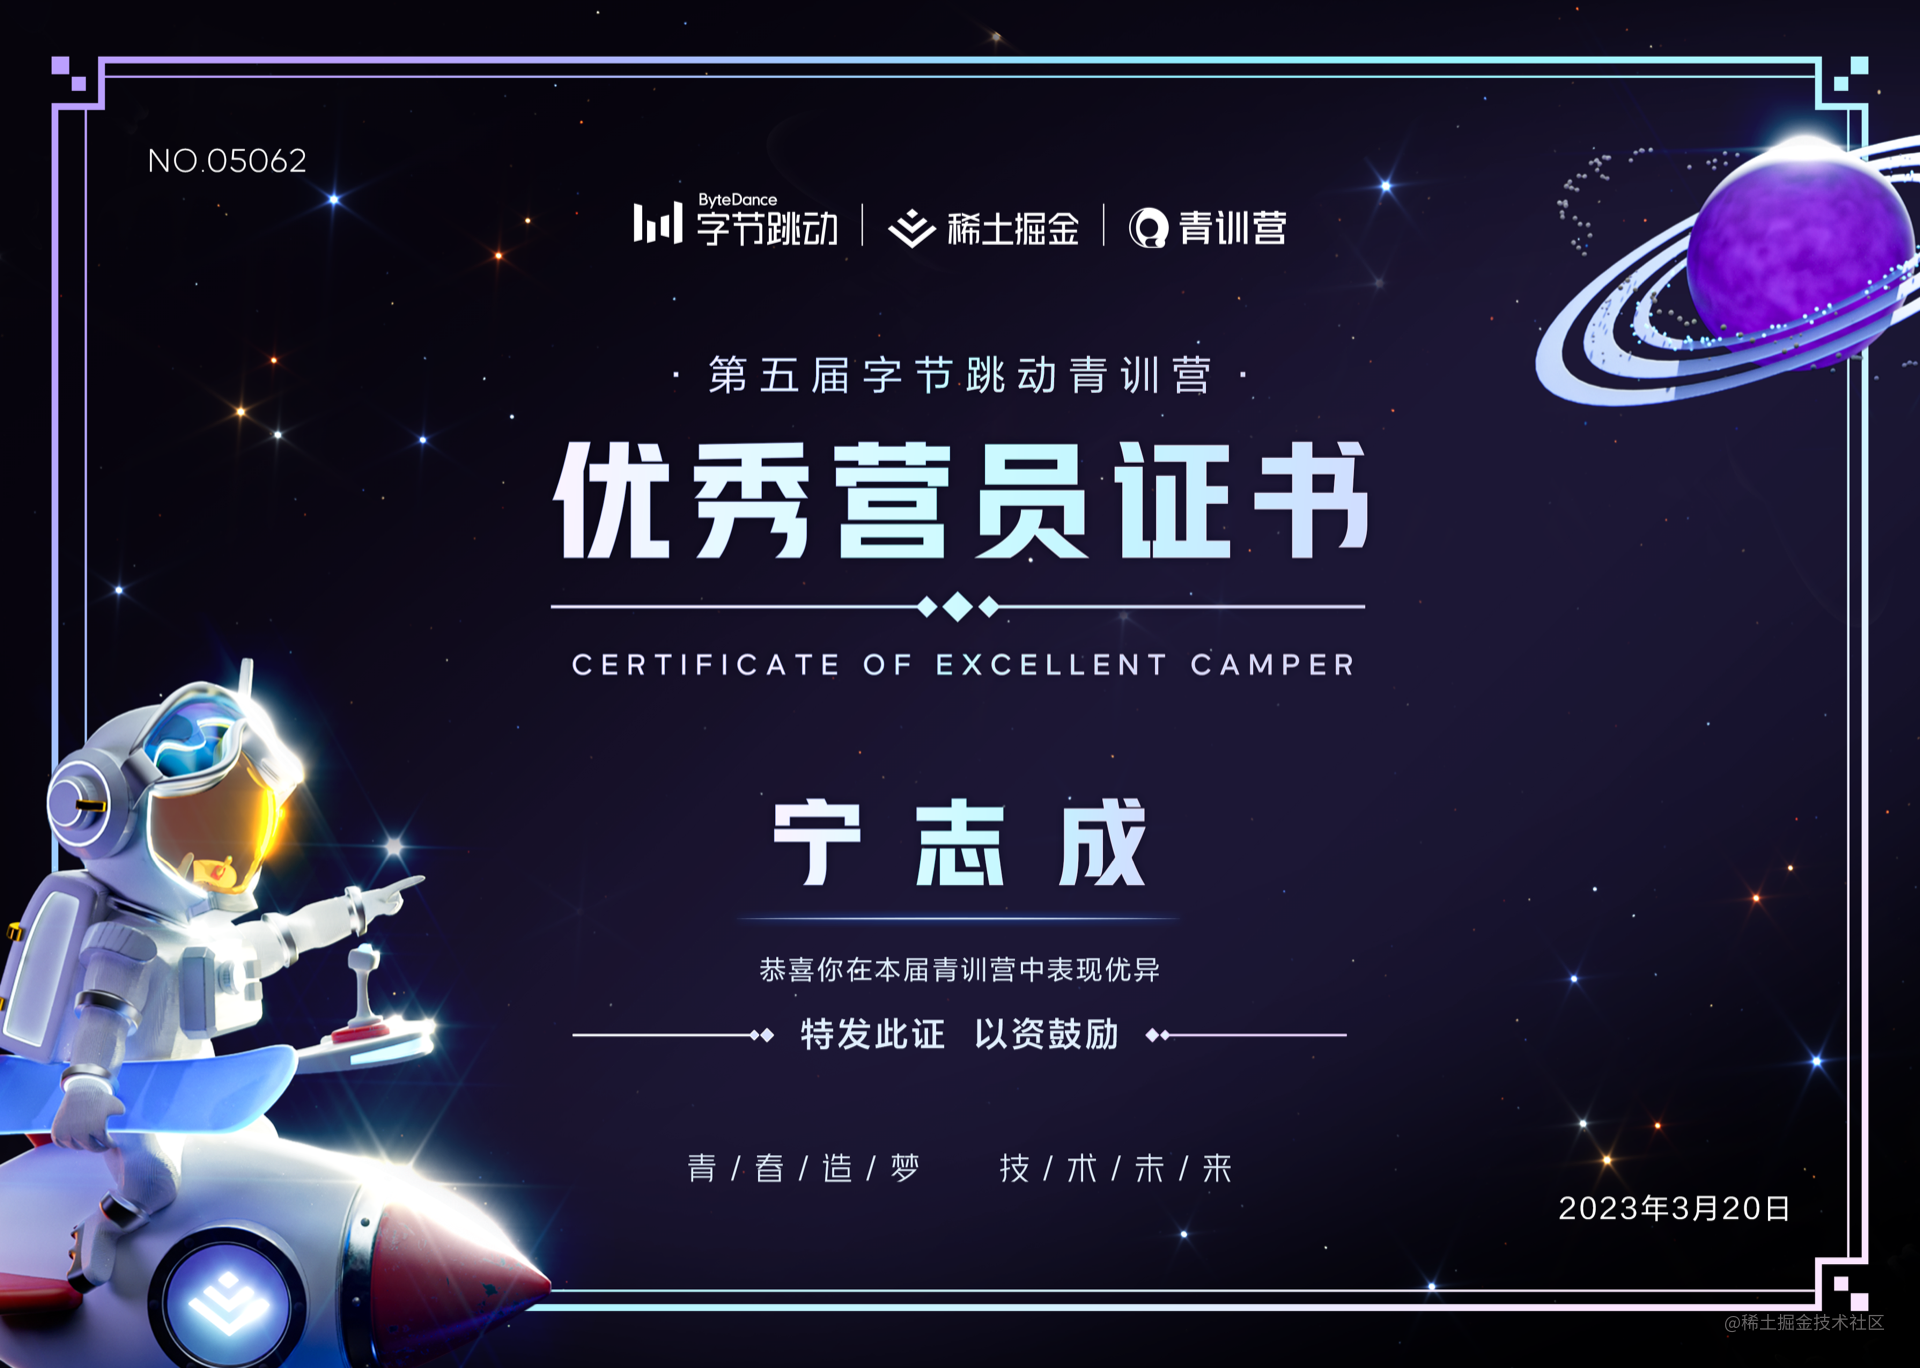 NO.05062
ByteDance
字节跳动 | 稀土掘金 | 青训营
· 第五届字节跳动青训营 ·
优秀营员证书
CERTIFICATE OF EXCELLENT CAMPER
宁志成
恭喜你在本届青训营中表现优异
特发此证 以资鼓励
青/春/造/梦 技/术/未/来
2023年3月20日
@稀土掘金技术社区